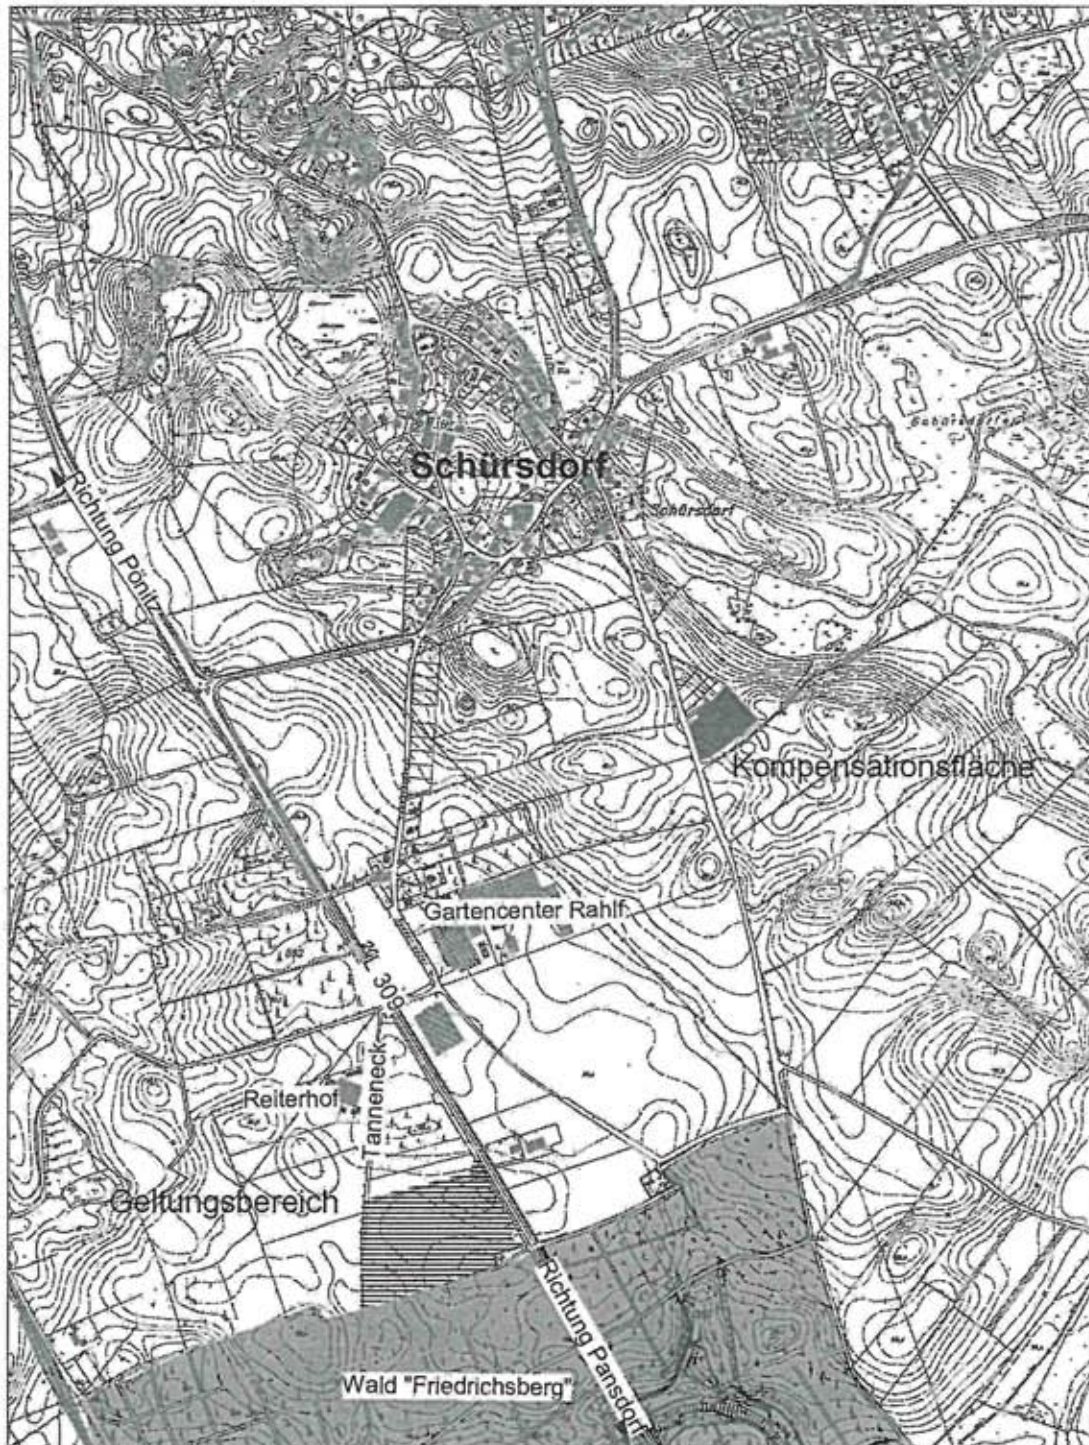 Schürsdorf
Schürsdorf
Richtung Pönitz
Kompensationsfläche
Gartencenter Rahlf
L 309
Reiterhof
Tanneneck
Geltungsbereich
Richtung Pansdorf
Wald "Friedrichsberg"